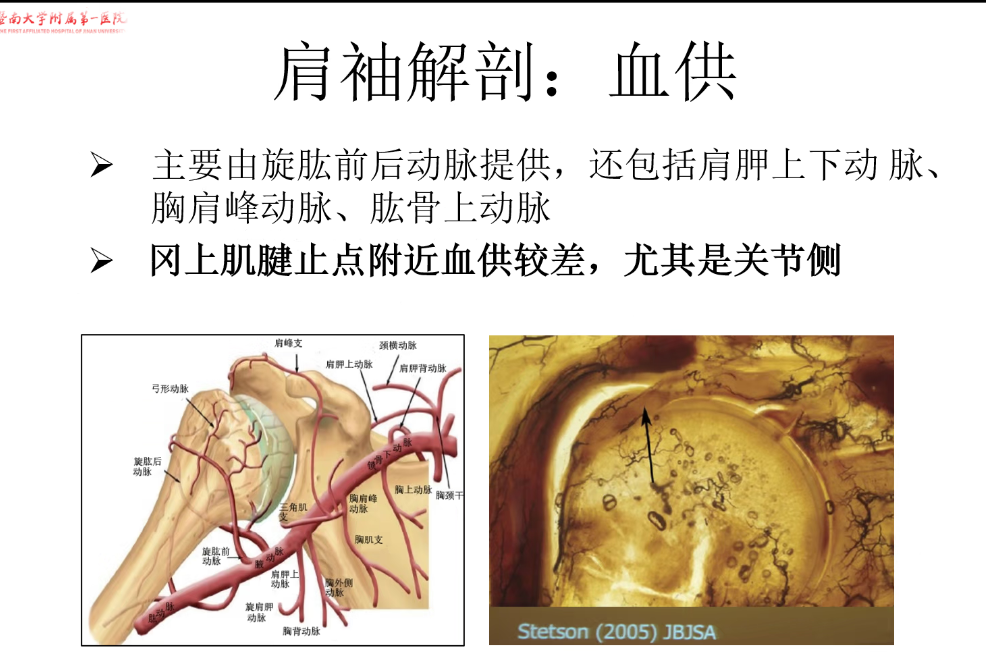 暨南大学附属第一医院
THE FIRST AFFILIATED HOSPITAL OF JINAN UNIVERSITY
肩袖解剖：血供
➢ 主要由旋肱前后动脉提供，还包括肩胛上下动 脉、
胸肩峰动脉、肱骨上动脉
➢ 冈上肌腱止点附近血供较差，尤其是关节侧
肩峰支
颈横动脉
肩胛上动脉
肩胛背动脉
弓形动脉
旋肱后
动脉
锁骨下动脉
胸上动脉
胸颈干
胸肩峰
动脉
三角肌
支
胸肌支
旋肱前
动脉
腋动脉
肩胛上
动脉
胸外侧
动脉
肱动脉
旋肩胛
动脉
胸背动脉
Stetson (2005) JBJSA